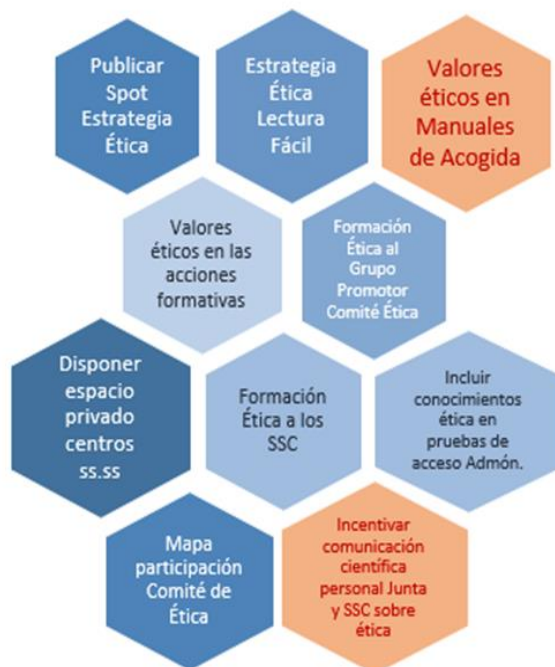 Publicar
Spot
Estrategia
Ética
Estrategia
Ética
Lectura
Fácil
Valores
éticos en
Manuales
de Acogida
Valores
éticos en las
acciones
formativas
Formación
Ética al
Grupo
Promotor
Comité Ética
Disponer
espacio
privado
centros
ss.ss
Formación
Ética a los
SSC
Incluir
conocimientos
ética en
pruebas de
acceso Admón.
Mapa
participación
Comité de
Ética
Incentivar
comunicación
científica
personal Junta
y SSC sobre
ética